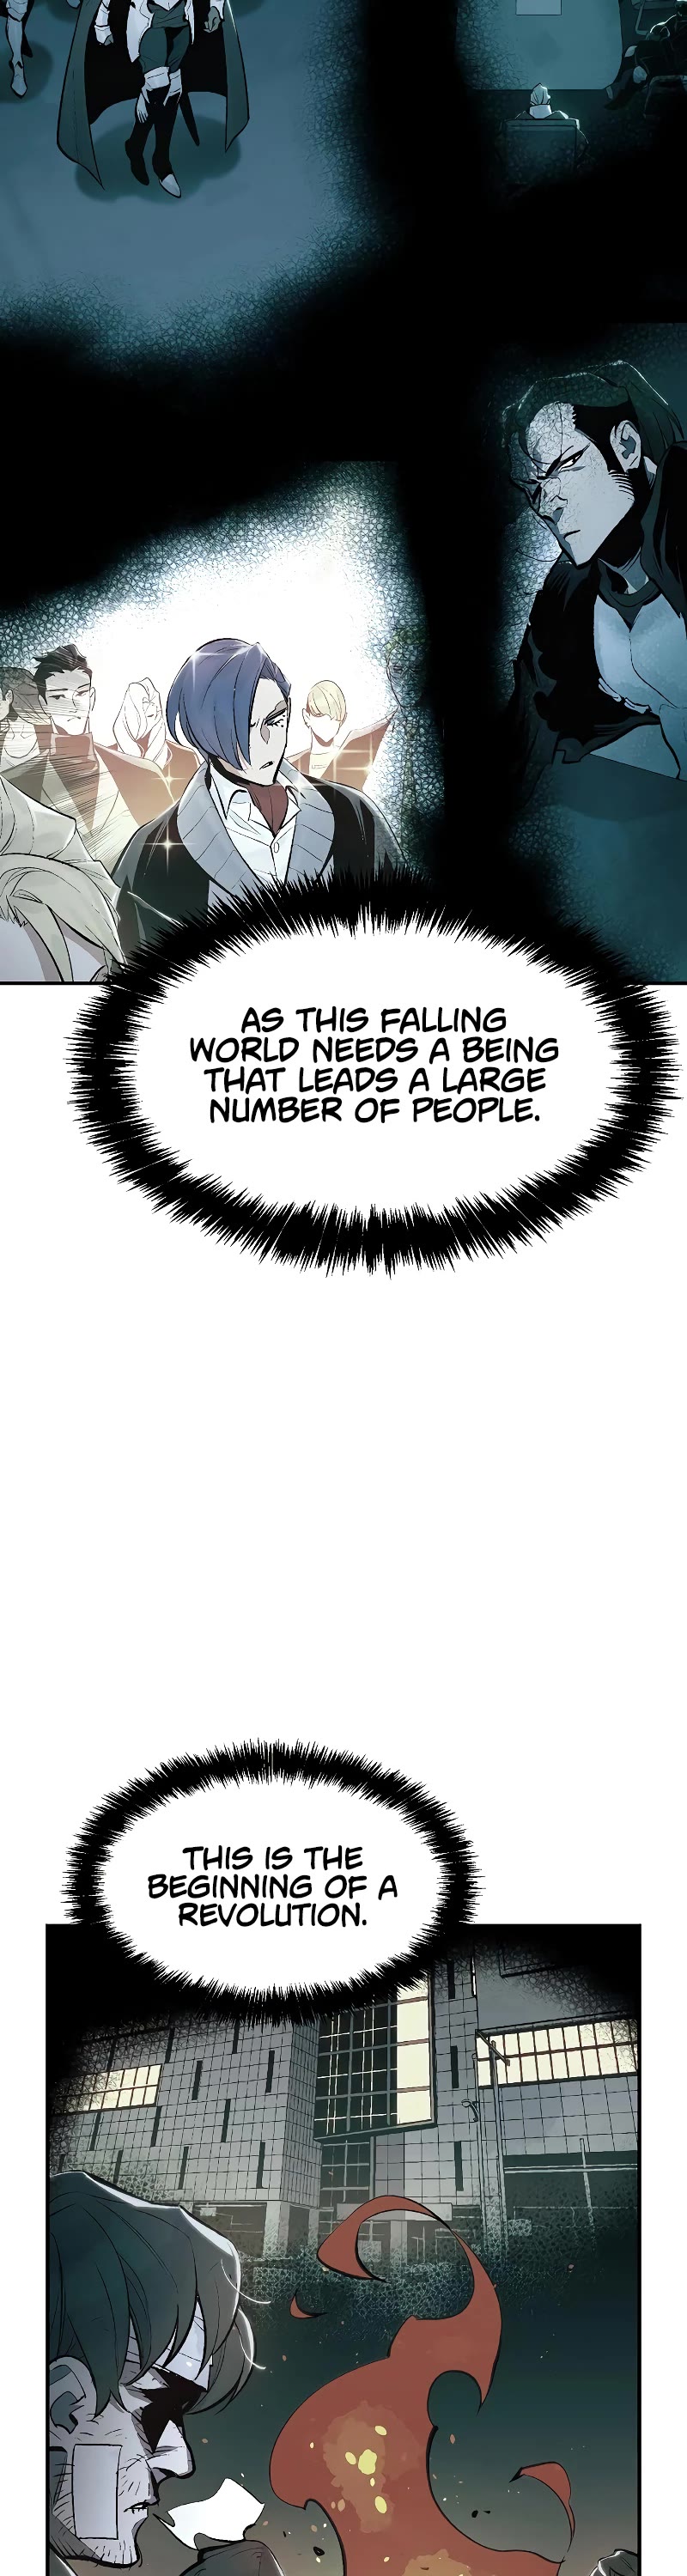 AS THIS FALLING
WORLD NEEDS A BEING
THAT LEADS A LARGE
NUMBER OF PEOPLE.
THIS IS THE
BEGINNING OF A
REVOLUTION.